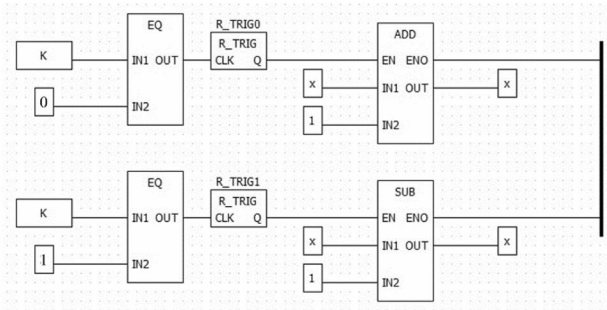 EQ
R_TRIG0
ADD
K
IN1 OUT
R_TRIG
CLK Q
EN ENO
0
IN2
x
IN1 OUT
x
1
IN2
EQ
R_TRIG1
SUB
K
IN1 OUT
R_TRIG
CLK Q
EN ENO
1
IN2
x
IN1 OUT
x
1
IN2